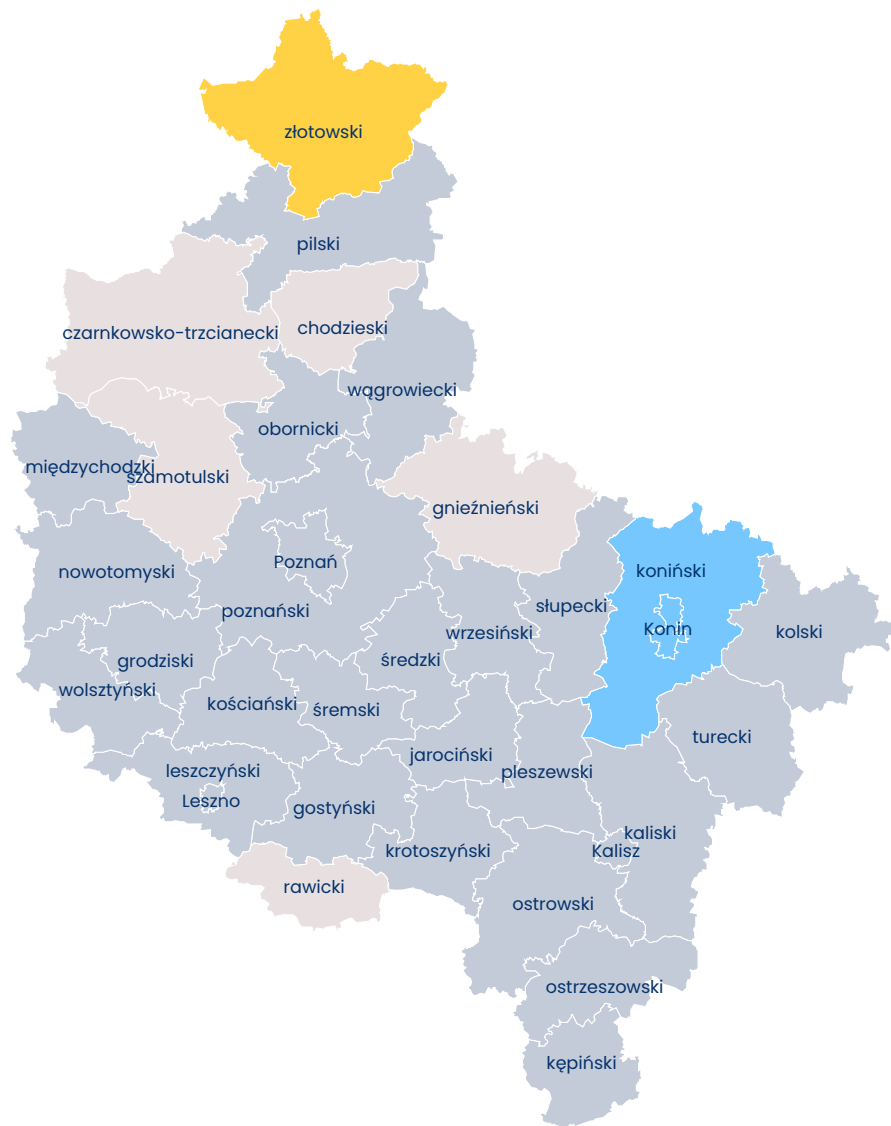 złotowski
pilski
czarnkowsko-trzcianecki
chodzieski
wągrowiecki
obornicki
międzychodzki
szamotulski
gnieźnieński
Poznań
nowotomyski
koniński
poznański
słupecki
wrzesiński
Konin
kolski
grodziski
średzki
wolsztyński
kościański
śremski
turecki
jarociński
leszczyński
pleszewski
Leszno
gostyński
kaliski
krotoszyński
Kalisz
rawicki
ostrowski
ostrzeszowski
kępiński